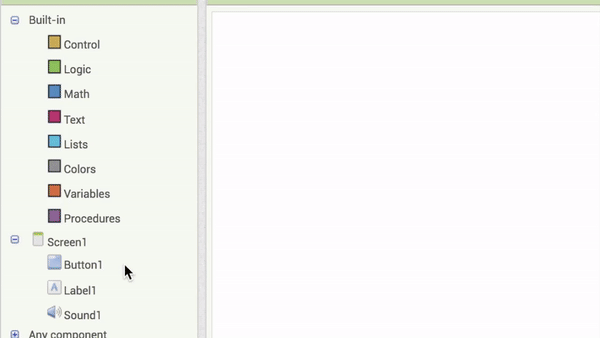 Built-in
Control
Logic
Math
Text
Lists
Colors
Variables
Procedures
Screen1
Button1
A Label1
Sound1
Any component